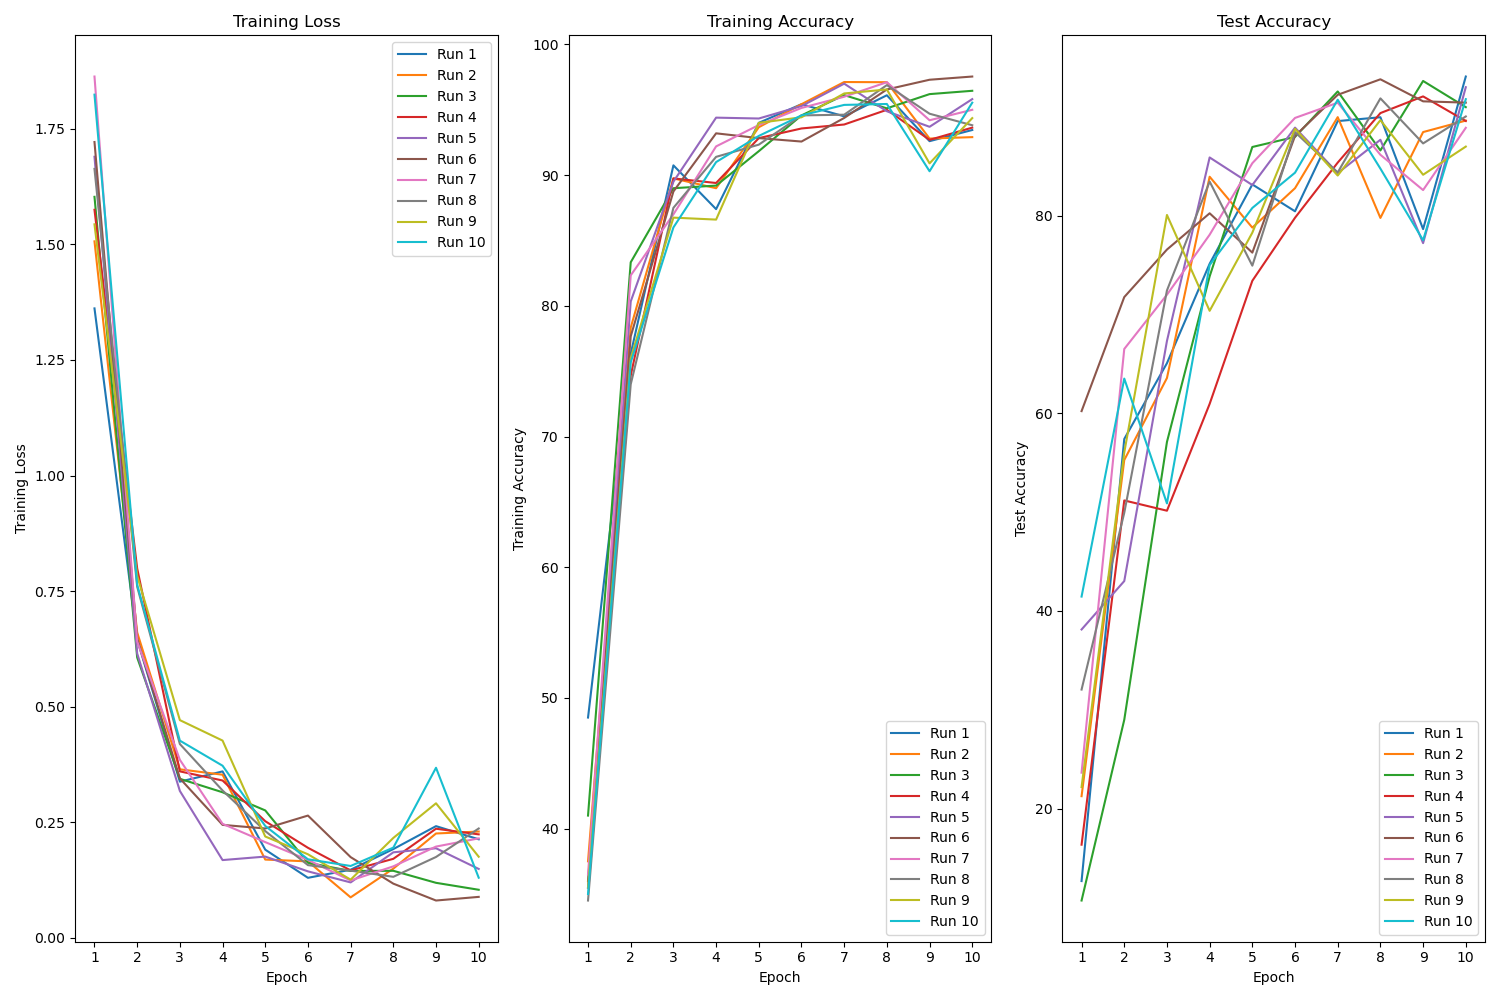 Training Loss
Training Loss
1.75
1.50
1.25
1.00
0.75
0.50
0.25
0.00
Run 1
Run 2
Run 3
Run 4
Run 5
Run 6
Run 7
Run 8
Run 9
Run 10
1 2 3 4 5 6 7 8 9 10
Epoch
Training Accuracy
Training Accuracy
100
90
80
70
60
50
40
Run 1
Run 2
Run 3
Run 4
Run 5
Run 6
Run 7
Run 8
Run 9
Run 10
1 2 3 4 5 6 7 8 9 10
Epoch
Test Accuracy
Test Accuracy
80
60
40
20
Run 1
Run 2
Run 3
Run 4
Run 5
Run 6
Run 7
Run 8
Run 9
Run 10
1 2 3 4 5 6 7 8 9 10
Epoch